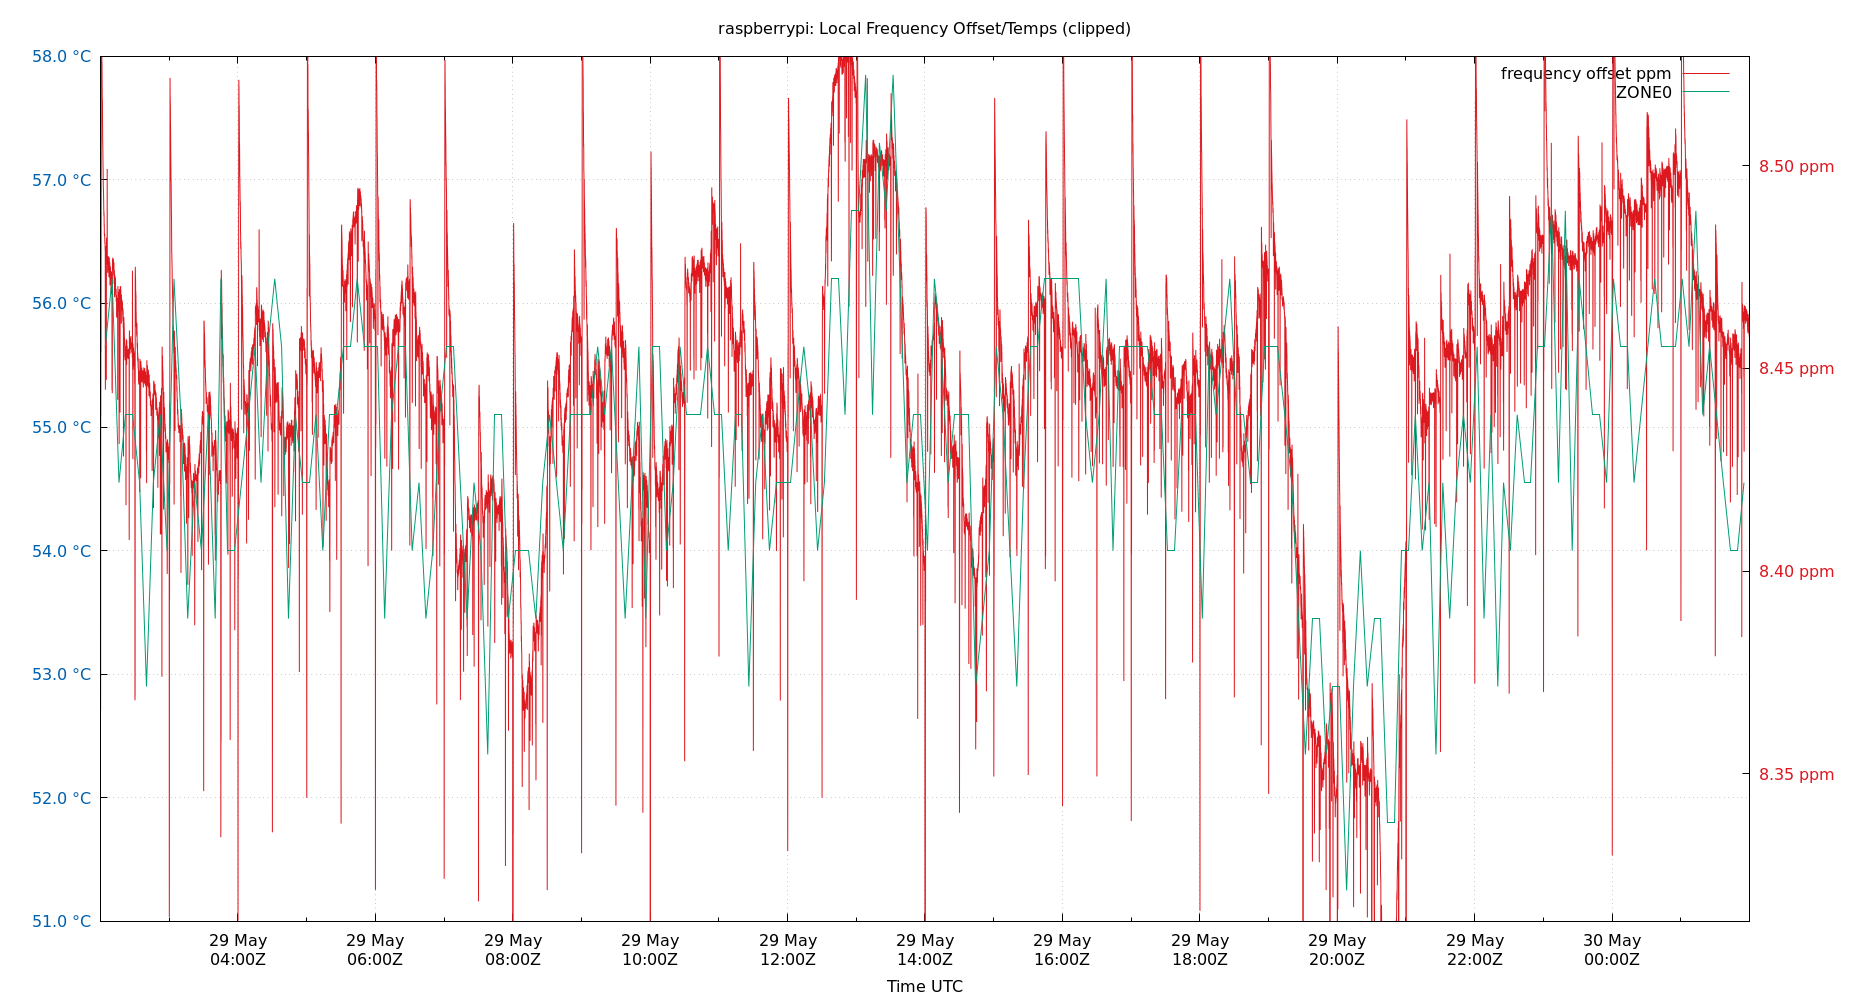 raspberrypi: Local Frequency Offset/Temps (clipped)
58.0 °C
57.0 °C
56.0 °C
55.0 °C
54.0 °C
53.0 °C
52.0 °C
51.0 °C
frequency offset ppm
ZONE0
8.50 ppm
8.45 ppm
8.40 ppm
8.35 ppm
29 May
04:00Z
29 May
06:00Z
29 May
08:00Z
29 May
10:00Z
29 May
12:00Z
29 May
14:00Z
29 May
16:00Z
29 May
18:00Z
29 May
20:00Z
29 May
22:00Z
30 May
00:00Z
Time UTC